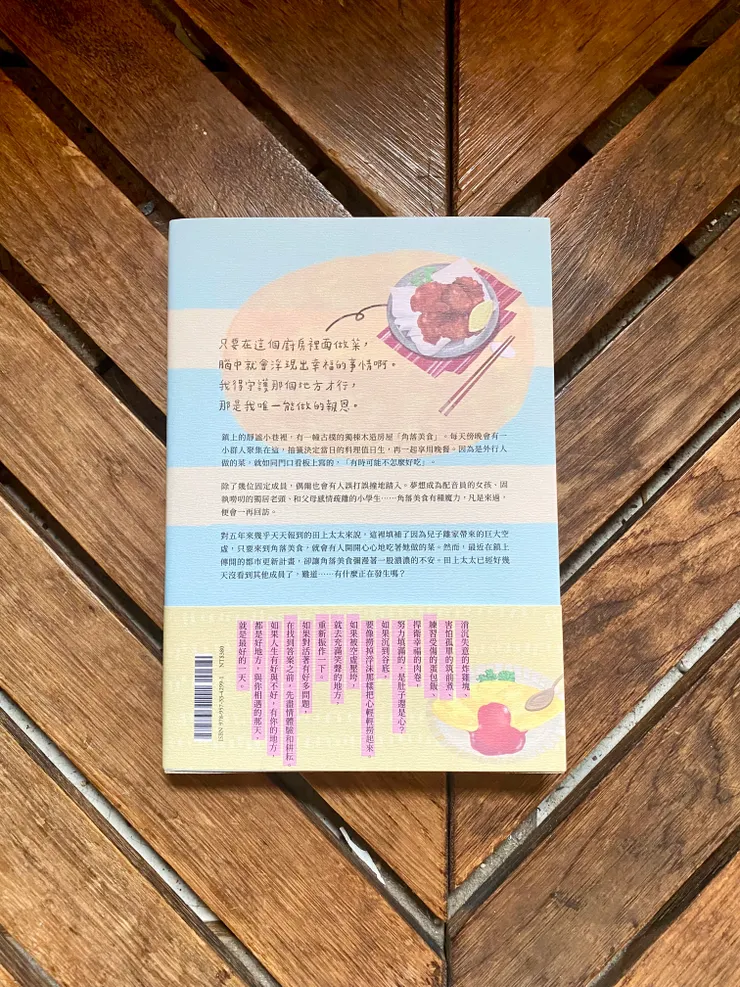 只要在這個廚房裡面做菜，
腦中就會浮現出幸福的事情啊。
我得守護那個地方才行，
那是我唯一能做的報恩。
鎮上的靜謐小巷裡，有一幢古樸的獨棟木造房屋「角落美食」。每天傍晚會有一
小群人聚集在這，抽籤決定當日的料理值日生，再一起享用晚餐。因為是外行人
做的菜，就如同門口看板上寫的，「有時可能不怎麼好吃」。
除了幾位固定成員，偶爾也會有人誤打誤撞地踏入。夢想成為配音員的女孩、固
執嘮叨的獨居老頭、和父母感情疏離的小學生⋯⋯角落美食有種魔力，凡是來過，
便會一再回訪。
對五年來幾乎天天報到的田上太太來說，這裡填補了因為兒子離家帶來的巨大空
虛，只要來到角落美食，就會有人開開心心地吃著她做的菜。然而，最近在鎮上
傳開的都市更新計畫，卻讓角落美食彌漫著一股濃濃的不安。田上太太已經好幾
天沒看到其他成員了，難道⋯⋯有什麼正在發生嗎？
消沉失意的炸雞塊、
害怕孤單的筑前煮、
練習受傷的蛋包飯、
捍衛幸福的肉卷，
努力填滿的，是肚子還是心？
如果沉到谷底，
要像撈掉浮沫那樣把心輕輕撈起來。
如果被空虛壓垮，
就去充滿笑聲的地方，
重新振作一下。
如果對話著有好多問題，
在找到答案之前，先盡情體驗和耕耘。
如果人生有好與不好，有你的地方，
都是好地方，與你相遇的那天，
就是最好的一天。
NT$380